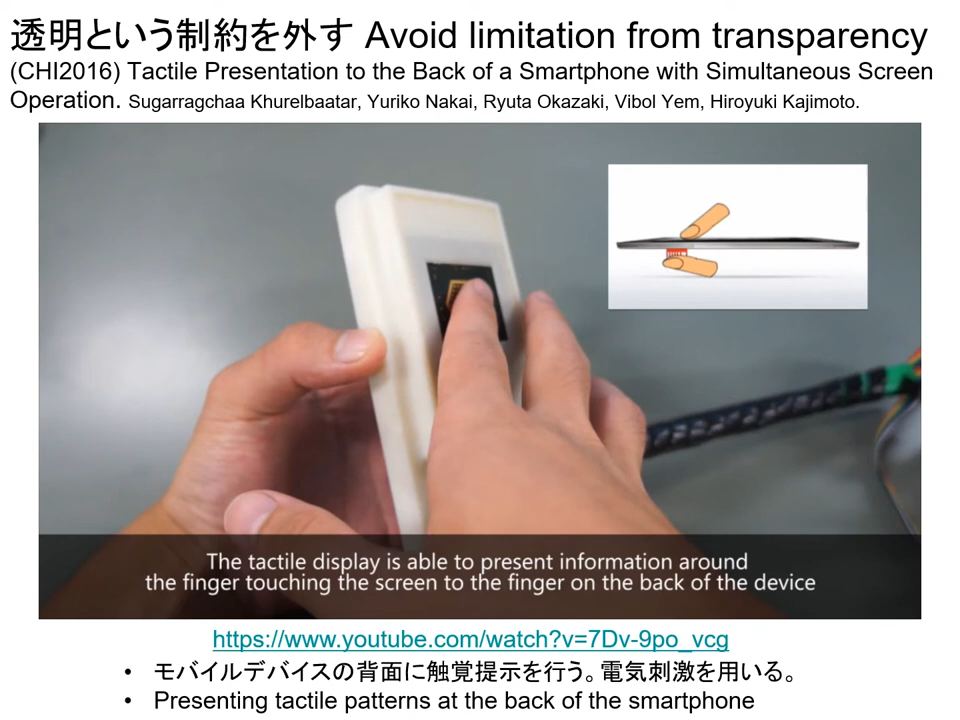 透明という制約を外す Avoid limitation from transparency
(CHI2016) Tactile Presentation to the Back of a Smartphone with Simultaneous Screen
Operation. Sugarragchaa Khurelbaatar, Yuriko Nakai, Ryuta Okazaki, Vibol Yem, Hiroyuki Kajimoto.
The tactile display is able to present information around
the finger touching the screen to the finger on the back of the device
https://www.youtube.com/watch?v=7Dv-9po_vcg
• モバイルデバイスの背面に触覚提示を行う。電気刺激を用いる。
• Presenting tactile patterns at the back of the smartphone